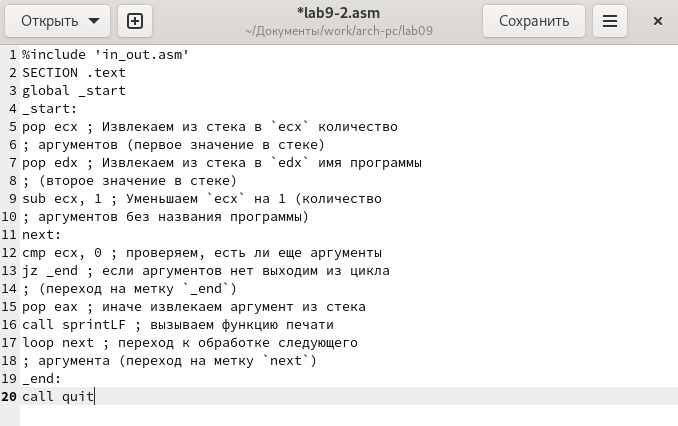 Открыть
*lab9-2.asm
~/Документы/work/arch-pc/lab09
Сохранить
1 %include 'in_out.asm'
2 SECTION .text
3 global _start
4 _start:
5 pop ecx ; Извлекаем из стека в `ecx` количество
6 ; аргументов (первое значение в стеке)
7 pop edx ; Извлекаем из стека в `edx` имя программы
8 ; (второе значение в стеке)
9 sub ecx, 1 ; Уменьшаем `ecx` на 1 (количество
10 ; аргументов без названия программы)
11 next:
12 cmp ecx, 0 ; проверяем, есть ли еще аргументы
13 jz _end ; если аргументов нет выходим из цикла
14 ; (переход на метку `_end`)
15 pop eax ; иначе извлекаем аргумент из стека
16 call sprintLF ; вызываем функцию печати
17 loop next ; переход к обработке следующего
18 ; аргумента (переход на метку `next`)
19 _end:
20 call quit